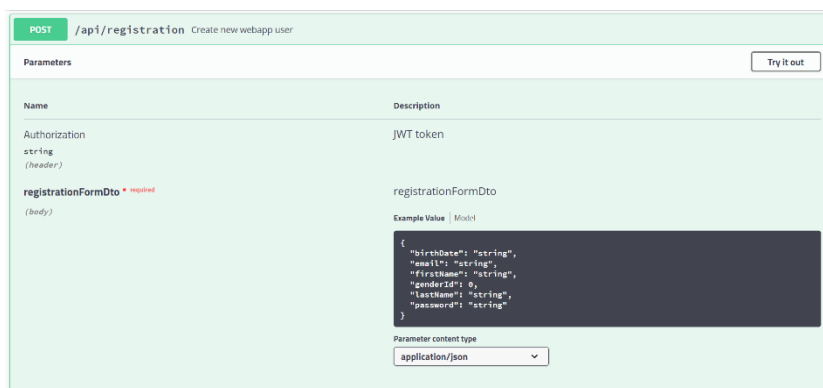 POST /api/registration Create new webapp user
Parameters
Try it out
Name Description
Authorization JWT token
string
(header)
registrationFormDto * required registrationFormDto
(body)
Example Value Model
{
"birthDate": "string",
"email": "string",
"firstName": "string",
"genderId": 0,
"lastName": "string",
"password": "string"
}
Parameter content type
application/json